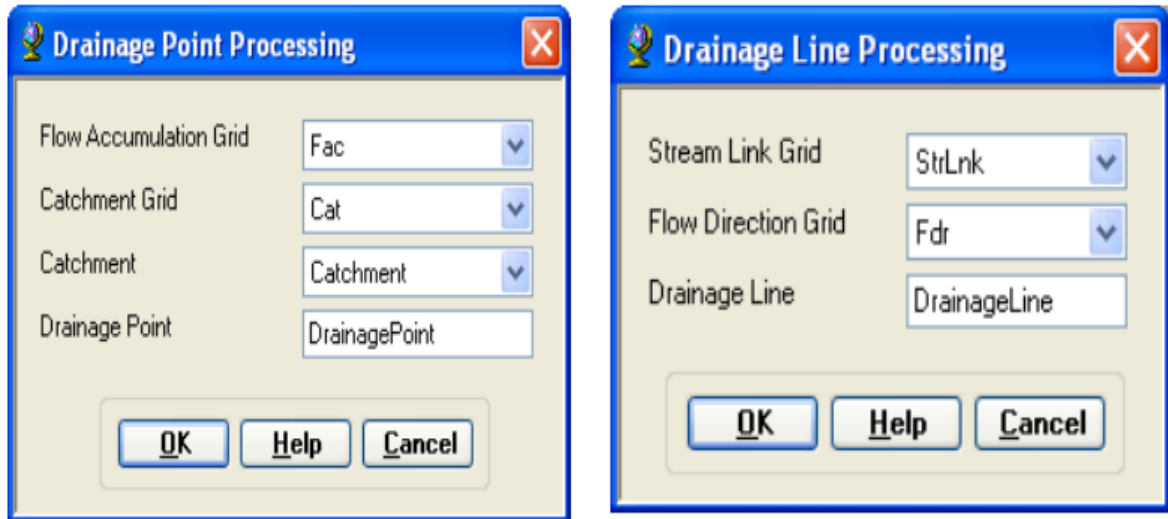 Drainage Point Processing
Flow Accumulation Grid Fac
Catchment Grid Cat
Catchment Catchment
Drainage Point DrainagePoint
OK Help Cancel
Drainage Line Processing
Stream Link Grid StrLnk
Flow Direction Grid Fdr
Drainage Line DrainageLine
OK Help Cancel